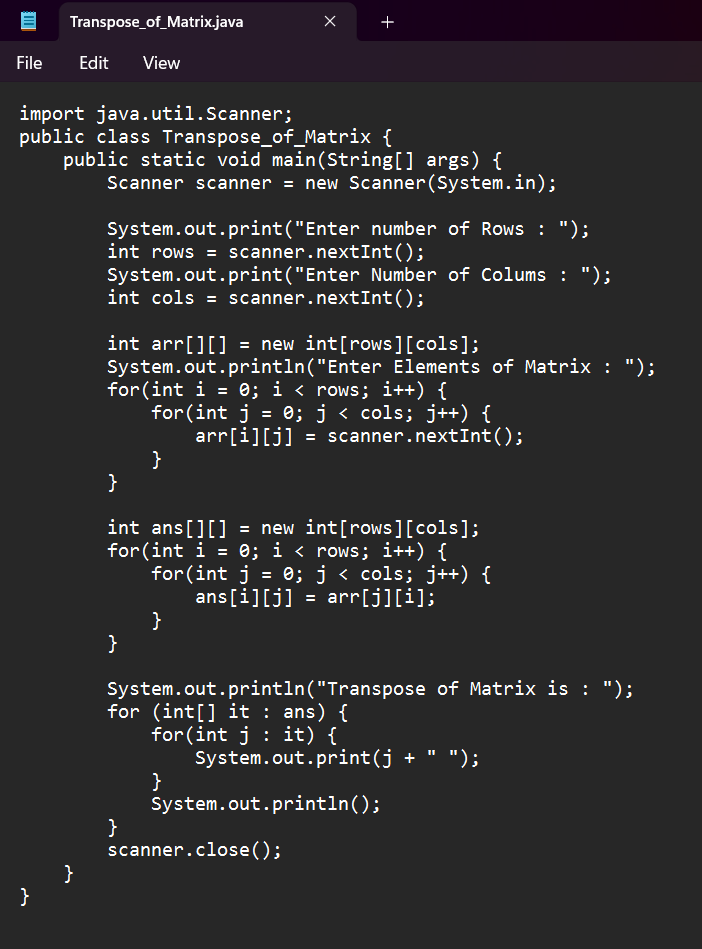 Transpose_of_Matrix.java
File Edit View
import java.util.Scanner;
public class Transpose_of_Matrix {
    public static void main(String[] args) {
        Scanner scanner = new Scanner(System.in);

        System.out.print("Enter number of Rows : ");
        int rows = scanner.nextInt();
        System.out.print("Enter Number of Colums : ");
        int cols = scanner.nextInt();

        int arr[][] = new int[rows][cols];
        System.out.println("Enter Elements of Matrix : ");
        for(int i = 0; i < rows; i++) {
            for(int j = 0; j < cols; j++) {
                arr[i][j] = scanner.nextInt();
            }
        }

        int ans[][] = new int[rows][cols];
        for(int i = 0; i < rows; i++) {
            for(int j = 0; j < cols; j++) {
                ans[i][j] = arr[j][i];
            }
        }

        System.out.println("Transpose of Matrix is : ");
        for (int[] it : ans) {
            for(int j : it) {
                System.out.print(j + " ");
            }
            System.out.println();
        }
        scanner.close();
    }
}